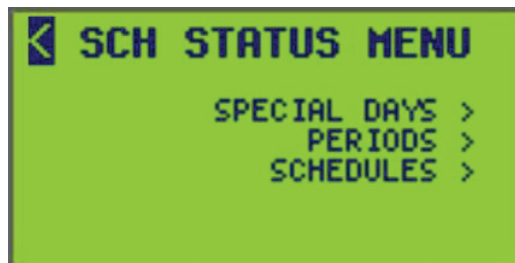 < SCH STATUS MENU
SPECIAL DAYS >
PERIODS >
SCHEDULES >